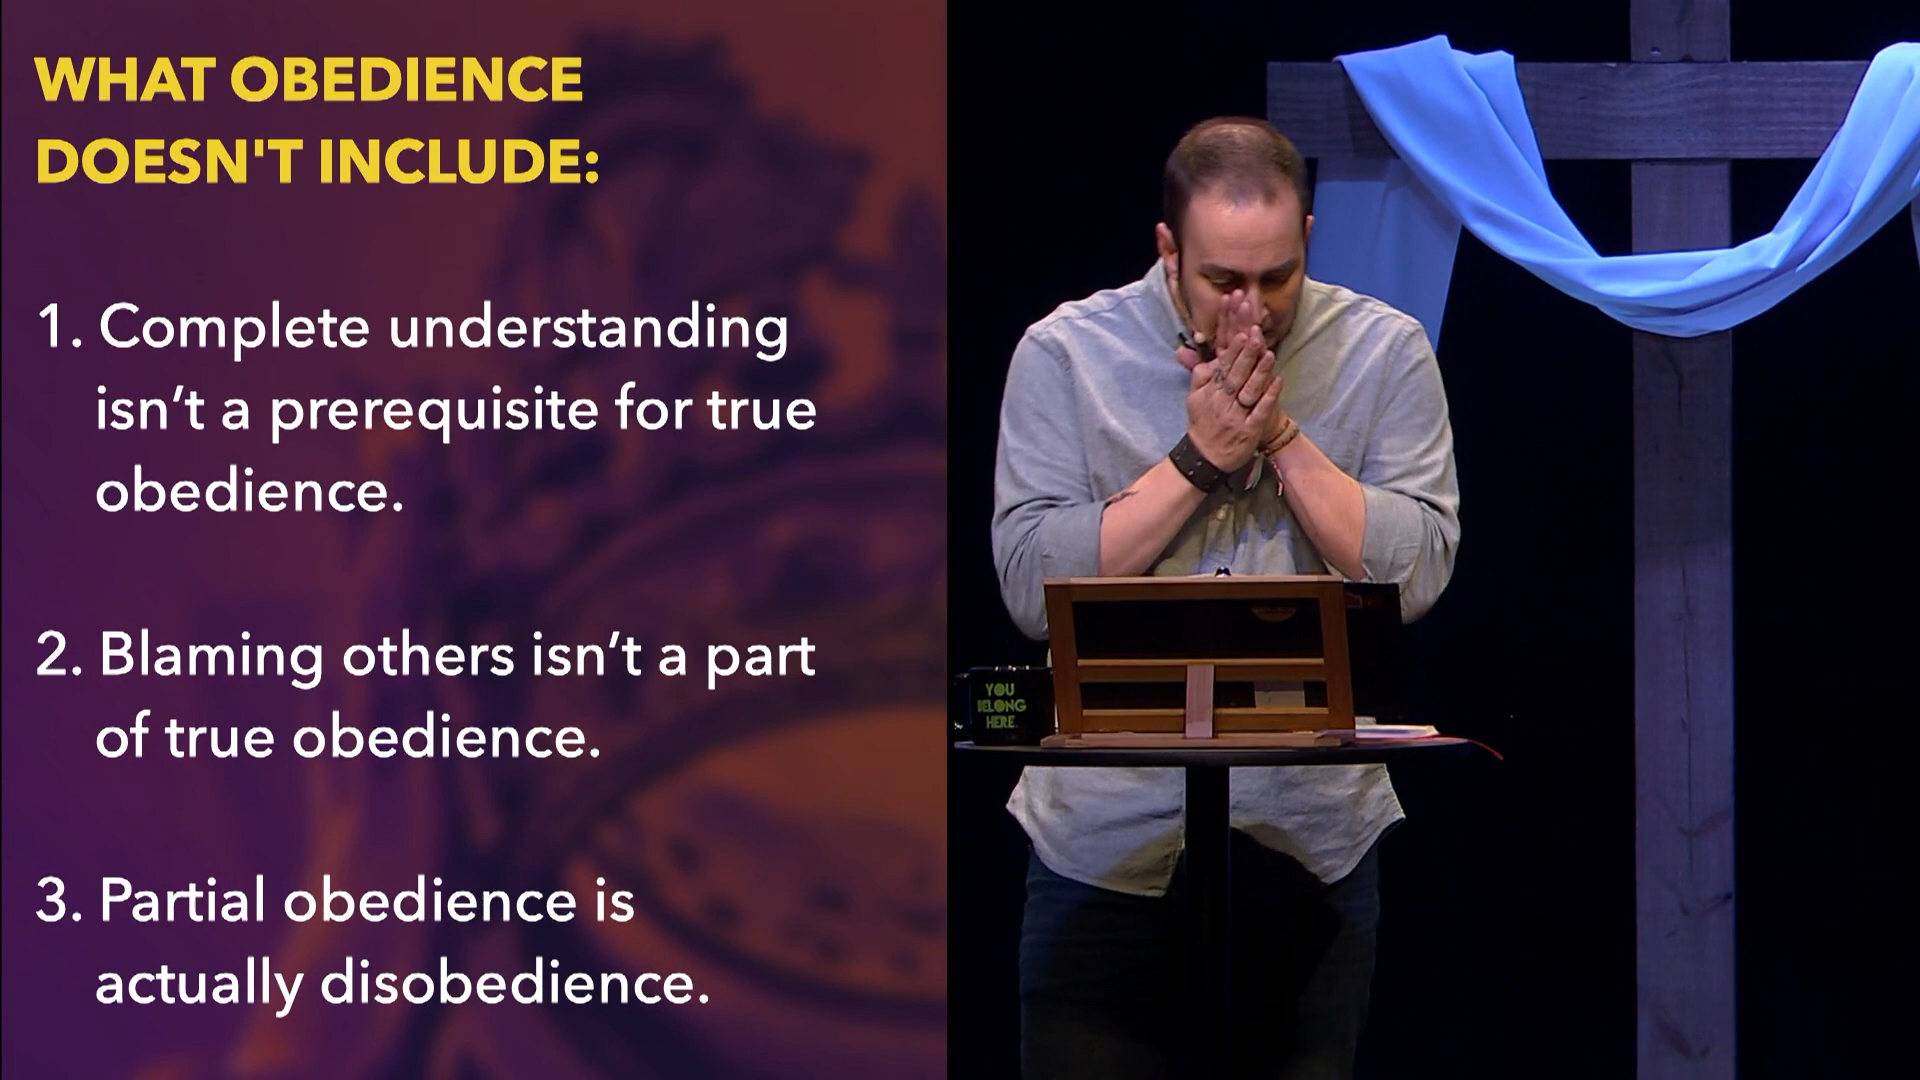 WHAT OBEDIENCE
DOESN'T INCLUDE:
1. Complete understanding
isn’t a prerequisite for true
obedience.
2. Blaming others isn’t a part
of true obedience.
3. Partial obedience is
actually disobedience.
YOU
BELONG
HERE.